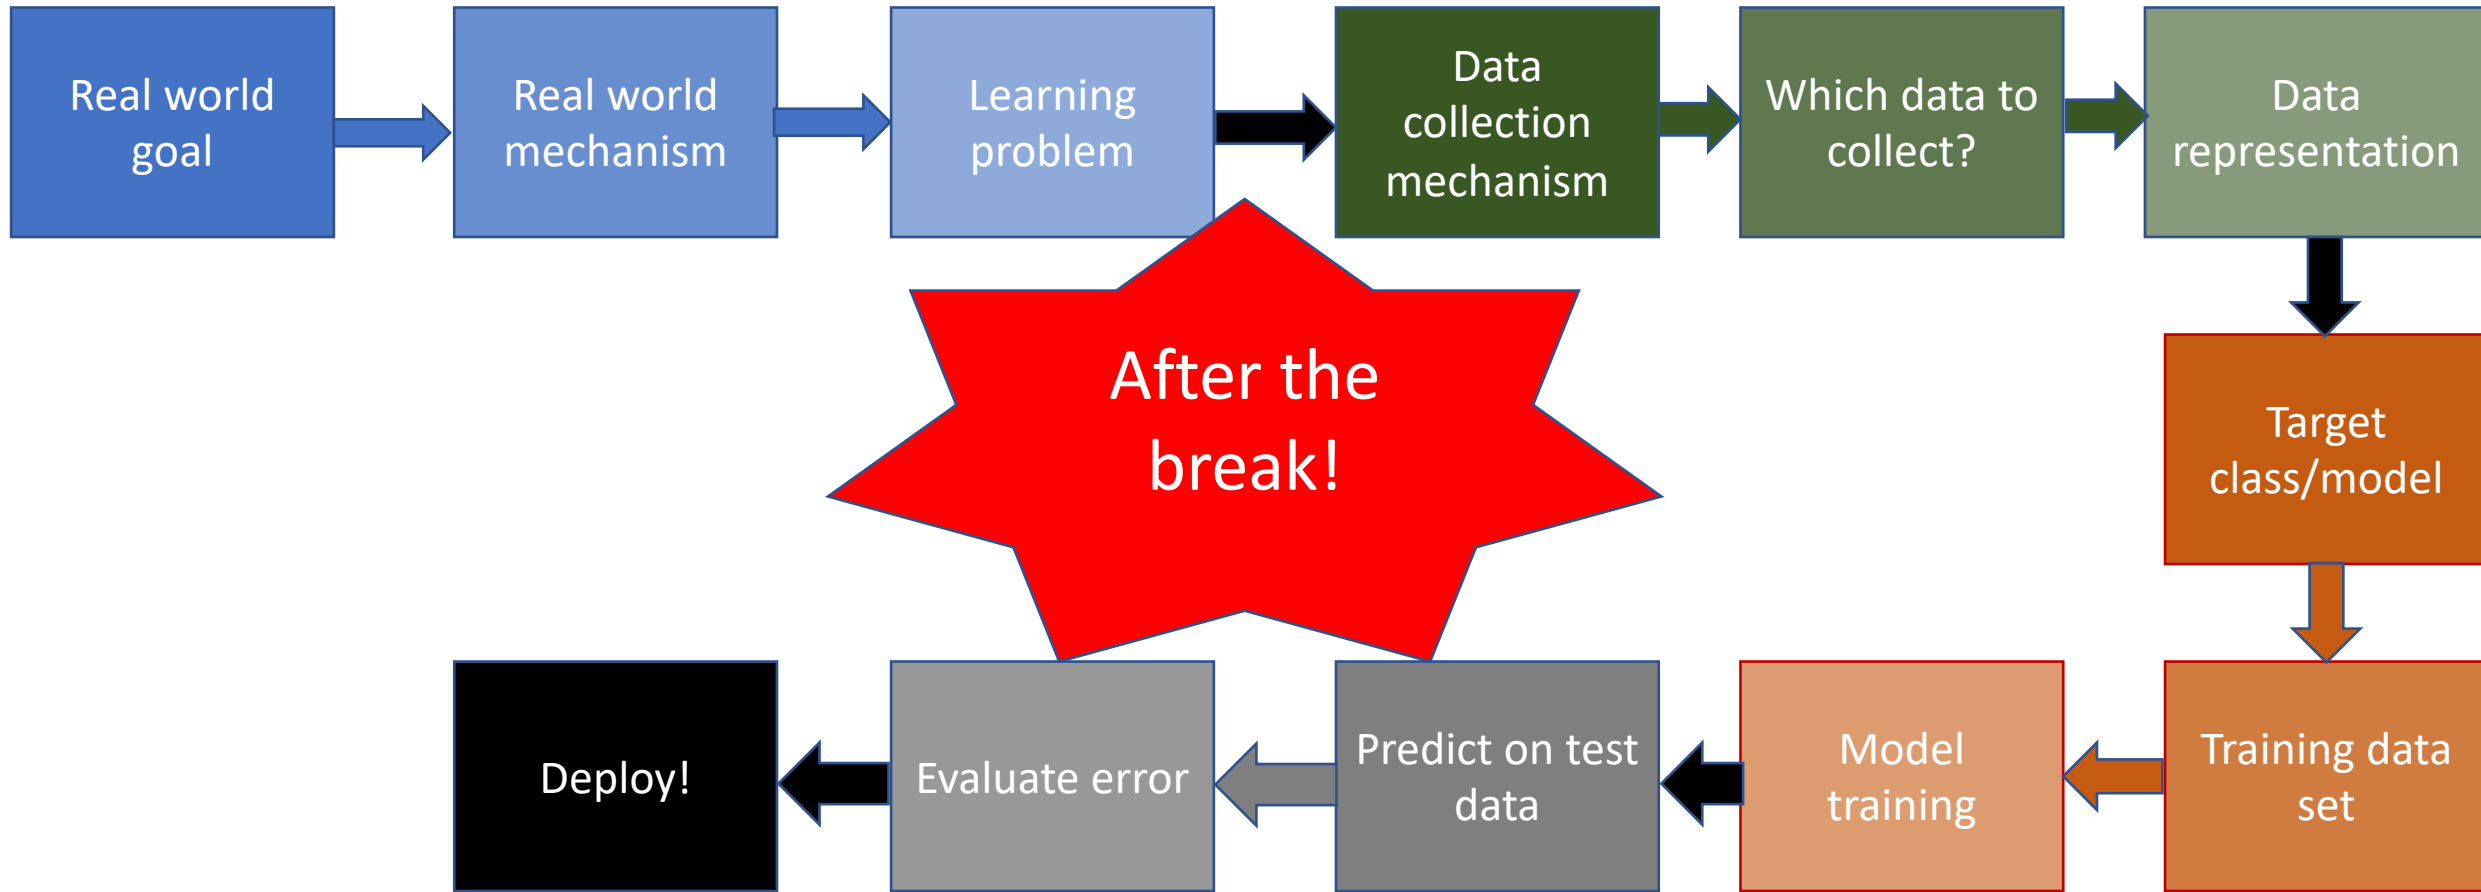 Real world
goal
Real world
mechanism
Learning
problem
Data
collection
mechanism
Which data to
collect?
Data
representation
After the
break!
Target
class/model
Training data
set
Model
training
Predict on test
data
Evaluate error
Deploy!